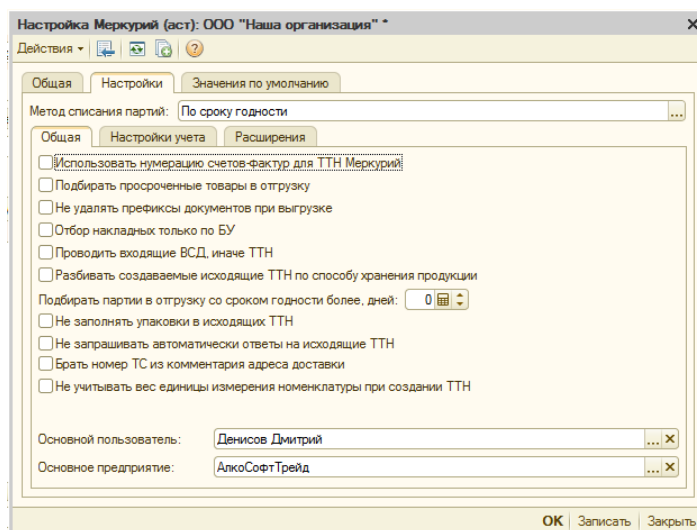 Настройка Меркурий (аст): ООО "Наша организация" *
Действия
Общая Настройки Значения по умолчанию
Метод списания партий: По сроку годности ...
Общая Настройки учета Расширения
Использовать нумерацию счетов-фактур для ТТН Меркурий
Подбирать просроченные товары в отгрузку
Не удалять префиксы документов при выгрузке
Отбор накладных только по БУ
Проводить входящие ВСД, иначе ТТН
Разбивать создаваемые исходящие ТТН по способу хранения продукции
Подбирать партии в отгрузку со сроком годности более, дней: 0
Не заполнять упаковки в исходящих ТТН
Не запрашивать автоматически ответы на исходящие ТТН
Брать номер ТС из комментария адреса доставки
Не учитывать вес единицы измерения номенклатуры при создании ТТН
Основной пользователь: Денисов Дмитрий ... ×
Основное предприятие: АлкоСофтТрейд ... ×
OK Записать Закрыть